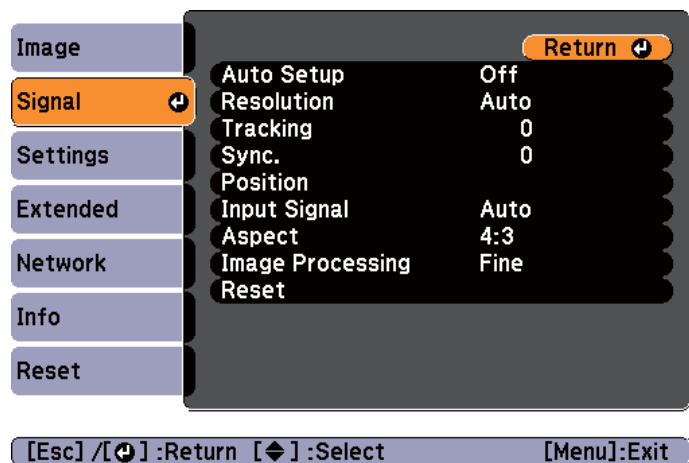 Image
Signal
Settings
Extended
Network
Info
Reset
Return
Auto Setup Off
Resolution Auto
Tracking 0
Sync. 0
Position
Input Signal Auto
Aspect 4:3
Image Processing Fine
Reset
[Esc] /[ ] :Return [ ] :Select [Menu]:Exit